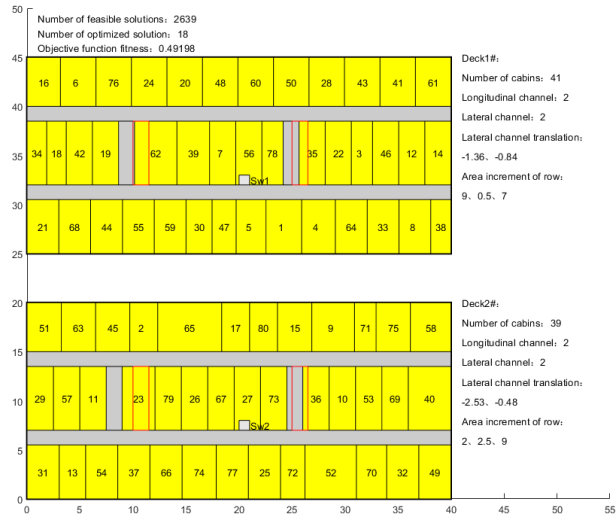 Number of feasible solutions: 2639
Number of optimized solution: 18
Objective function fitness: 0.49198
50
45
40
35
30
25
20
15
10
5
0
16 6 76 24 20 48 60 50 28 43 41 61
34 18 42 19 62 39 7 56 78 35 22 3 46 12 14
Sw1
21 68 44 55 59 30 47 5 1 4 64 33 8 38
Deck1#:
Number of cabins: 41
Longitudinal channel: 2
Lateral channel: 2
Lateral channel translation:
-1.36、-0.84
Area increment of row:
9、0.5、7
51 63 45 2 65 17 80 15 9 71 75 58
29 57 11 23 79 26 67 27 73 36 10 53 69 40
Sw2
31 13 54 37 66 74 77 25 72 52 70 32 49
Deck2#:
Number of cabins: 39
Longitudinal channel: 2
Lateral channel: 2
Lateral channel translation:
-2.53、-0.48
Area increment of row:
2、2.5、9
0 5 10 15 20 25 30 35 40 45 50 55